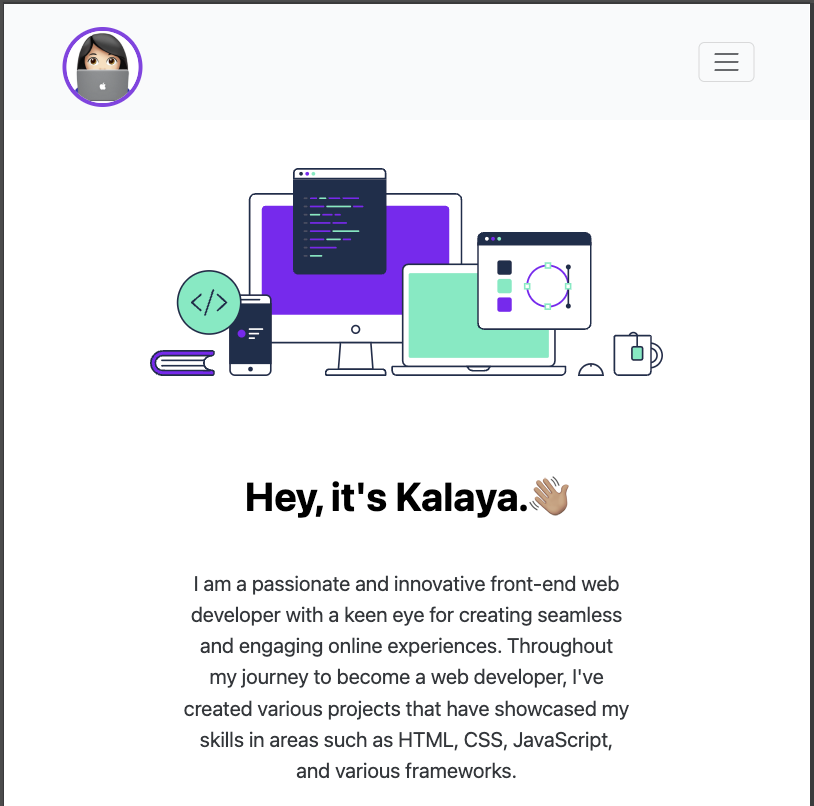 </>
Hey, it's Kalaya.👋🏽
I am a passionate and innovative front-end web
developer with a keen eye for creating seamless
and engaging online experiences. Throughout
my journey to become a web developer, I've
created various projects that have showcased my
skills in areas such as HTML, CSS, JavaScript,
and various frameworks.